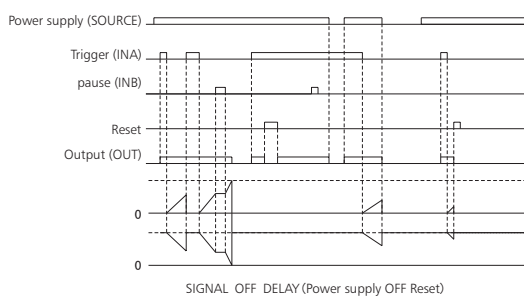 Power supply (SOURCE)
Trigger (INA)
pause (INB)
Reset
Output (OUT)
0
0
SIGNAL OFF DELAY (Power supply OFF Reset)